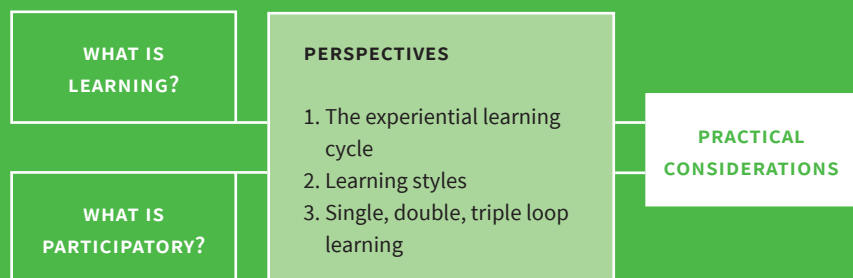 WHAT IS
LEARNING?
WHAT IS
PARTICIPATORY?
PERSPECTIVES
1. The experiential learning
cycle
2. Learning styles
3. Single, double, triple loop
learning
PRACTICAL
CONSIDERATIONS